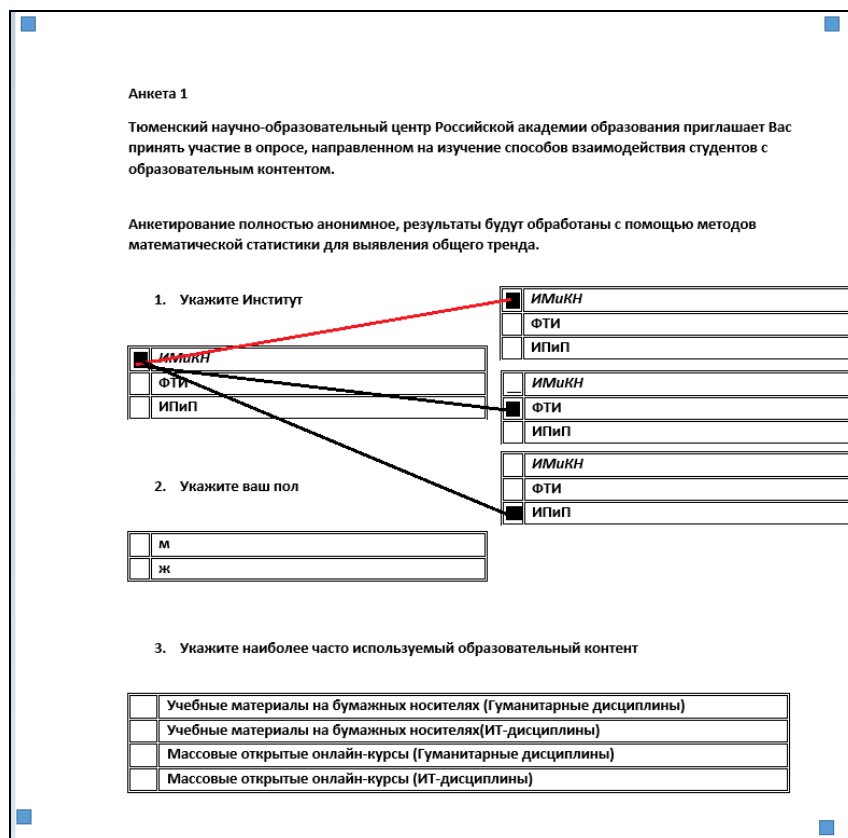 Анкета 1
Тюменский научно-образовательный центр Российской академии образования приглашает Вас
принять участие в опросе, направленном на изучение способов взаимодействия студентов с
образовательным контентом.
Анкетирование полностью анонимное, результаты будут обработаны с помощью методов
математической статистики для выявления общего тренда.
1. Укажите Институт
ИМиКН
ФТИ
ИПиП
ИМиКН
ФТИ
ИПиП
ИМиКН
ФТИ
ИПиП
ИМиКН
ФТИ
ИПиП
2. Укажите ваш пол
м
ж
3. Укажите наиболее часто используемый образовательный контент
Учебные материалы на бумажных носителях (Гуманитарные дисциплины)
Учебные материалы на бумажных носителях(ИТ-дисциплины)
Массовые открытые онлайн-курсы (Гуманитарные дисциплины)
Массовые открытые онлайн-курсы (ИТ-дисциплины)